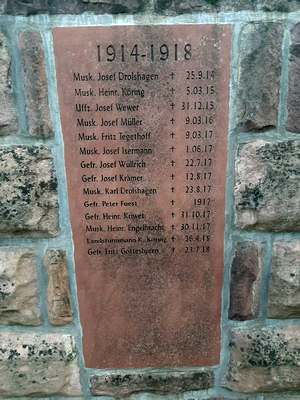 1914-1918
Musk. Josef Drolshagen † 25.9.14
Musk. Heinr. Köring † 5.03.15
Uffz. Josef Wewer † 31.12.15
Musk. Josef Müller † 9.03.16
Musk. Fritz Tegethoff † 9.03.17
Musk. Josef Isermann † 1.06.17
Gefr. Josef Wullrich † 22.7.17
Gefr. Josef Krämer † 12.8.17
Musk. Karl Drolshagen † 23.8.17
Gefr. Peter Fuest † 1917
Gefr. Heinr. Kriwet † 31.10.17
Musk. Heinr. Engelbracht † 30.11.17
Landsturmmann K. Köring † 26.4.18
Gefr. Fritz Göttesbüren † 23.7.18